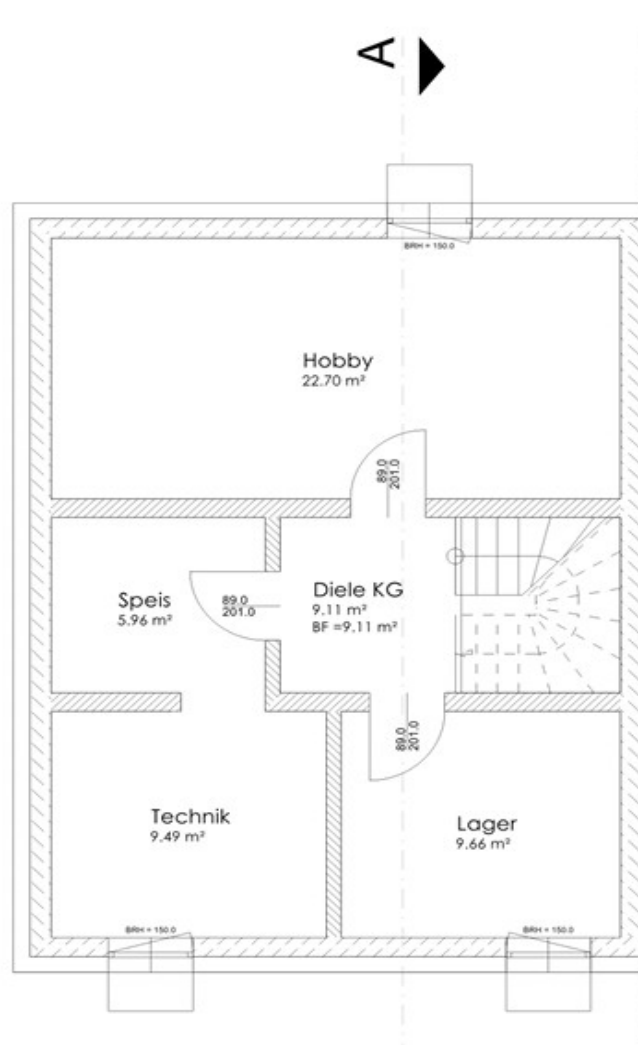 A
BRH = 150.0
Hobby
22.70 m²
89.0
201.0
Speis
5.96 m²
89.0
201.0
Diele KG
9.11 m²
BF =9.11 m²
89.0
201.0
Technik
9.49 m²
Lager
9.66 m²
BRH = 150.0
BRH = 150.0